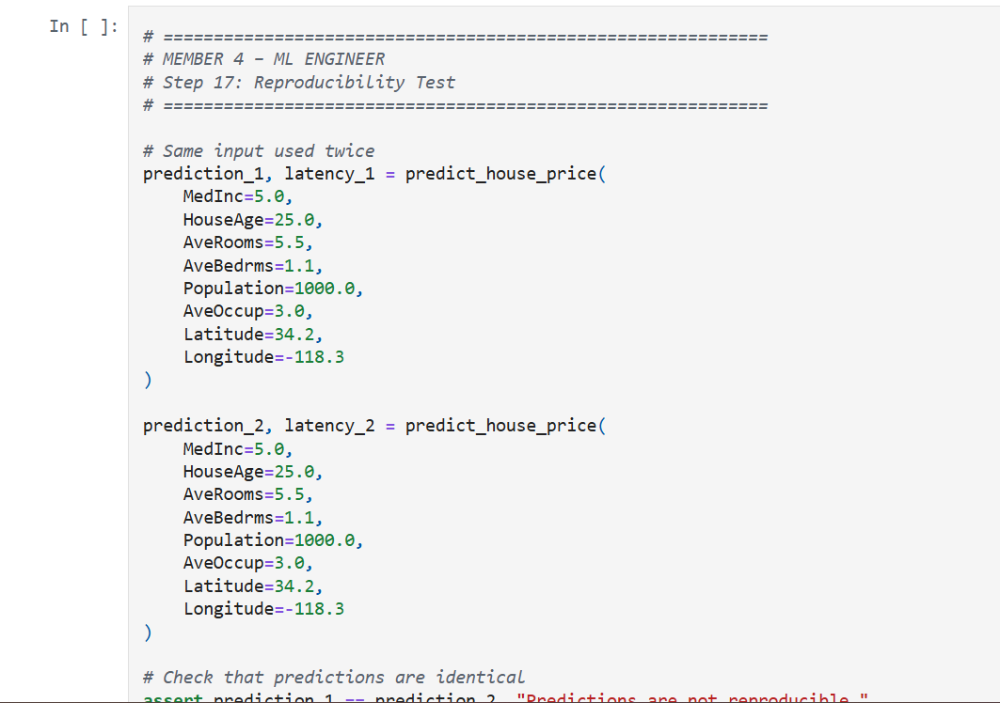 In [ ]:
# ============================================================
# MEMBER 4 – ML ENGINEER
# Step 17: Reproducibility Test
# ============================================================
# Same input used twice
prediction_1, latency_1 = predict_house_price(
    MedInc=5.0,
    HouseAge=25.0,
    AveRooms=5.5,
    AveBedrms=1.1,
    Population=1000.0,
    AveOccup=3.0,
    Latitude=34.2,
    Longitude=-118.3
)
prediction_2, latency_2 = predict_house_price(
    MedInc=5.0,
    HouseAge=25.0,
    AveRooms=5.5,
    AveBedrms=1.1,
    Population=1000.0,
    AveOccup=3.0,
    Latitude=34.2,
    Longitude=-118.3
)
# Check that predictions are identical
assert prediction_1 == prediction_2, "Predictions are not reproducible."